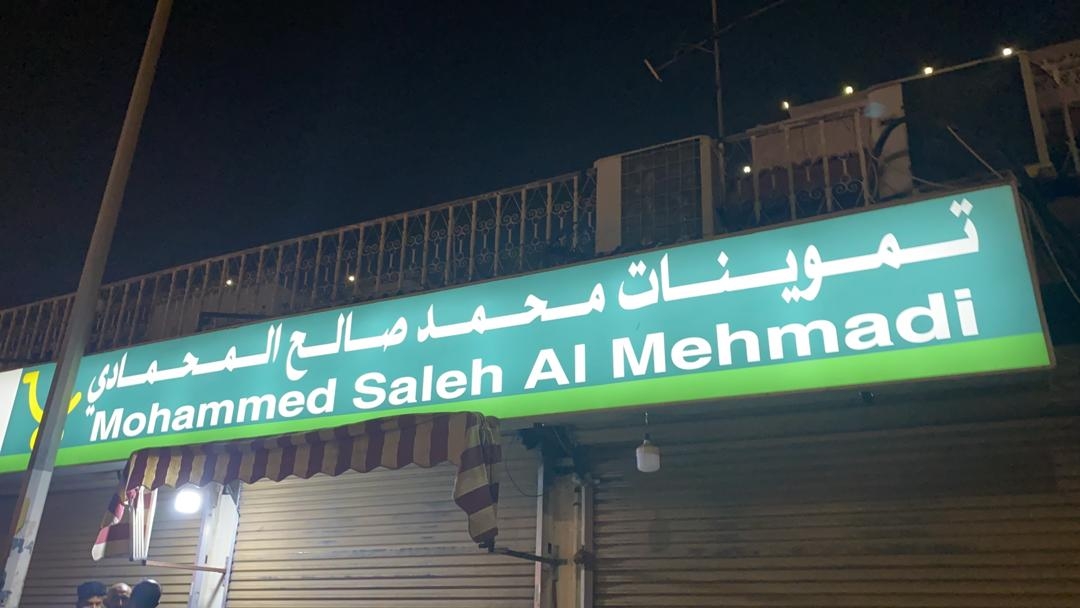 تموينات محمد صالح المحمادي
Mohammed Saleh Al Mehmadi